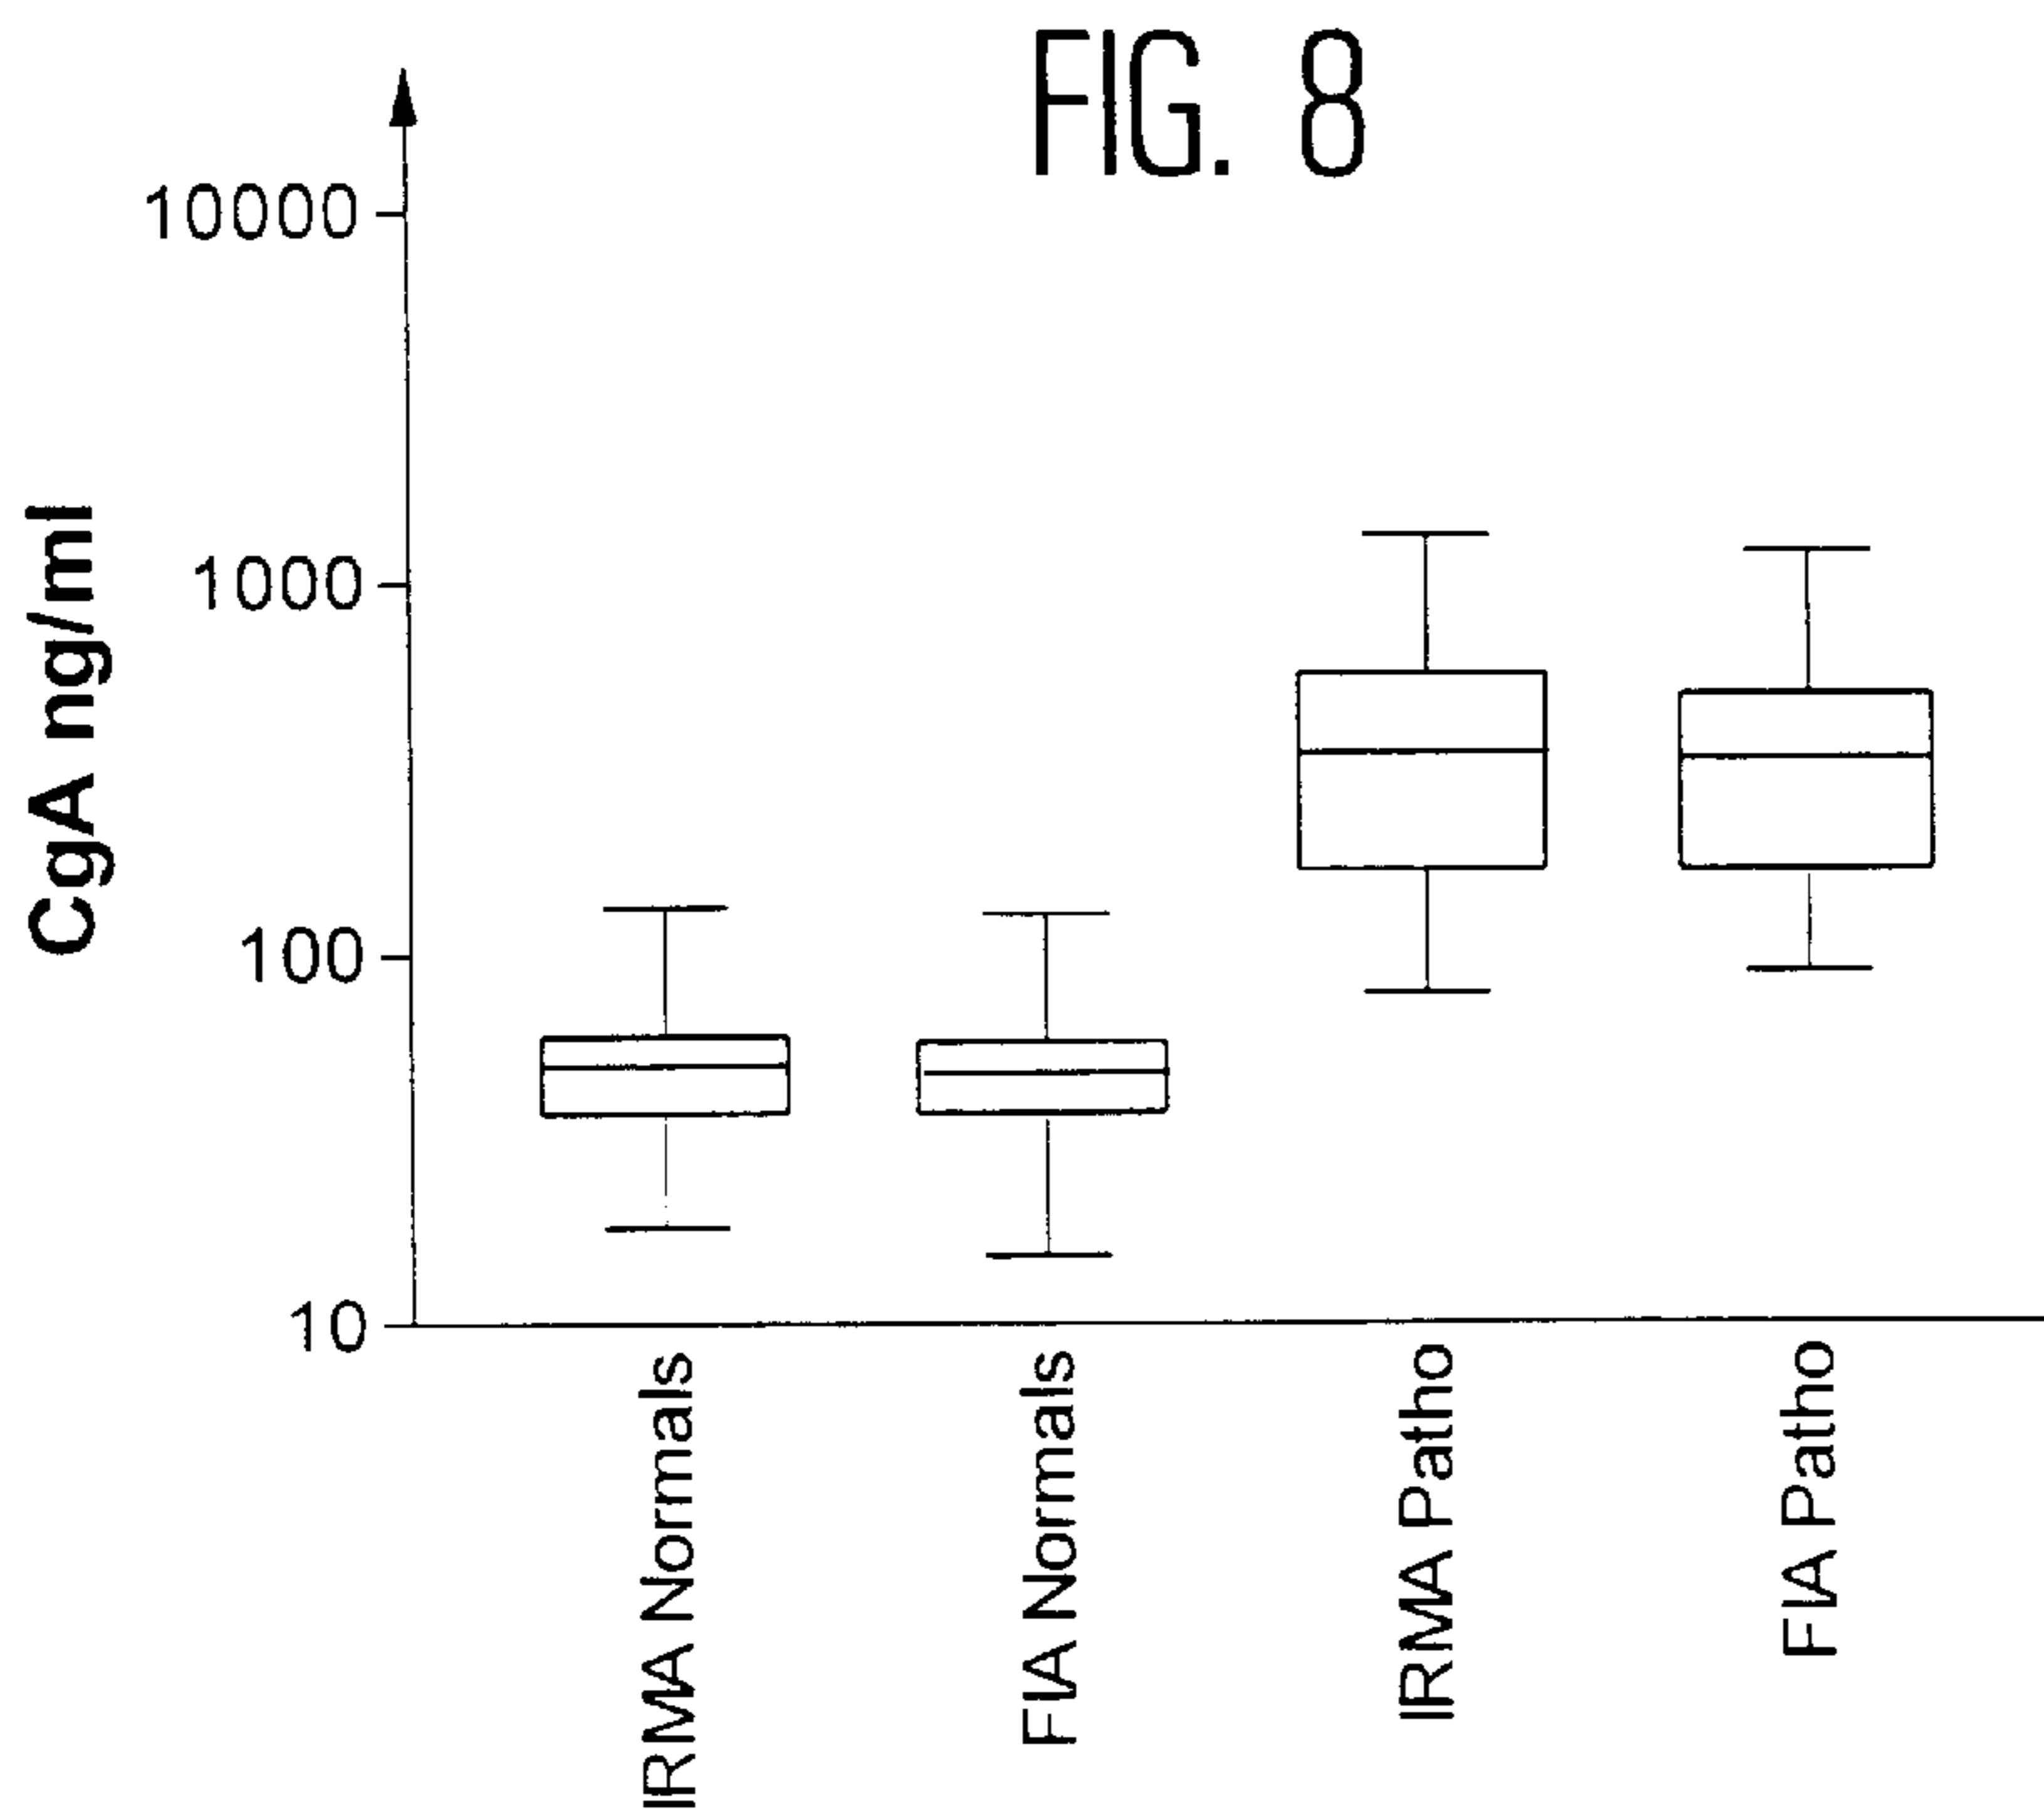 FIG. 8
CgA ng/ml
10000
1000
100
10
IRMA Normals
FIA Normals
IRMA Patho
FIA Patho